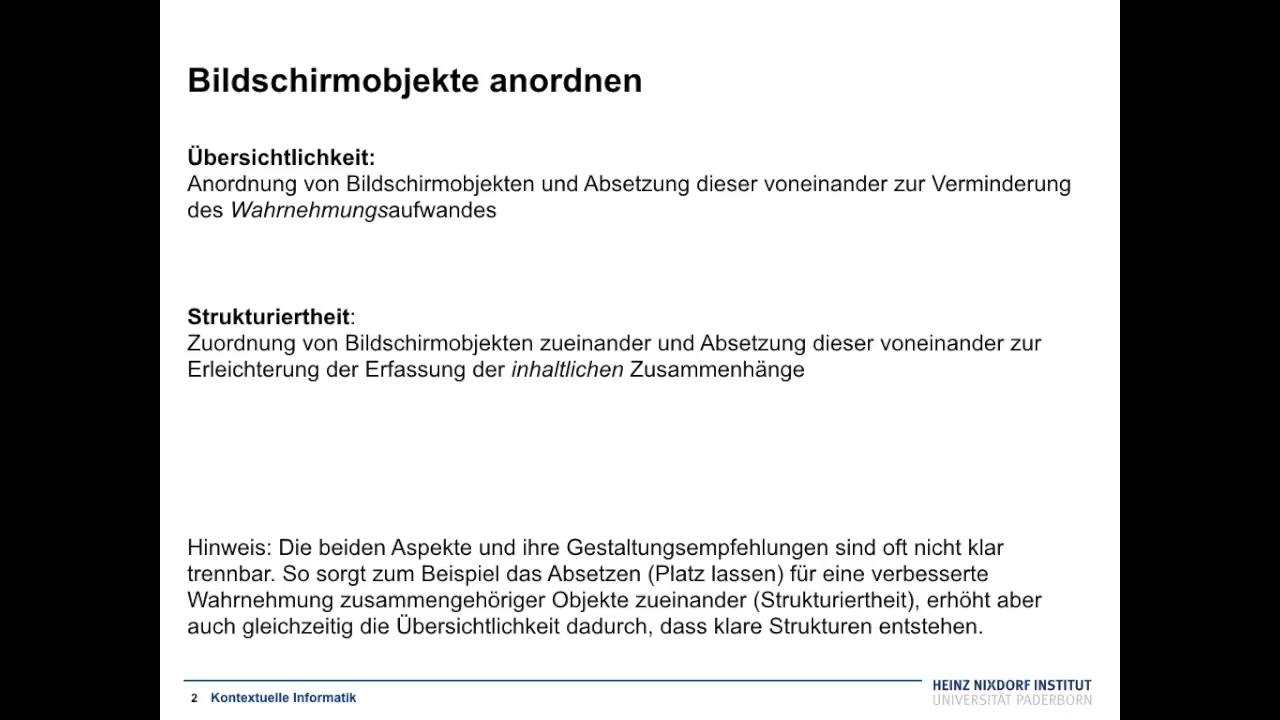 Bildschirmobjekte anordnen
Übersichtlichkeit:
Anordnung von Bildschirmobjekten und Absetzung dieser voneinander zur Verminderung
des Wahrnehmungsaufwandes
Strukturiertheit:
Zuordnung von Bildschirmobjekten zueinander und Absetzung dieser voneinander zur
Erleichterung der Erfassung der inhaltlichen Zusammenhänge
Hinweis: Die beiden Aspekte und ihre Gestaltungsempfehlungen sind oft nicht klar
trennbar. So sorgt zum Beispiel das Absetzen (Platz lassen) für eine verbesserte
Wahrnehmung zusammengehöriger Objekte zueinander (Strukturiertheit), erhöht aber
auch gleichzeitig die Übersichtlichkeit dadurch, dass klare Strukturen entstehen.
2 Kontextuelle Informatik
HEINZ NIXDORF INSTITUT
UNIVERSITÄT PADERBORN